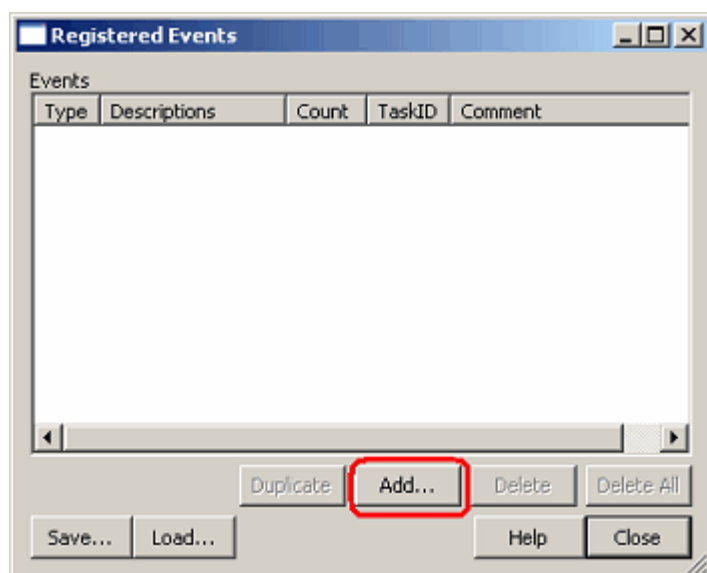 Registered Events
Events
Type Descriptions Count TaskID Comment
Duplicate Add... Delete Delete All
Save... Load... Help Close